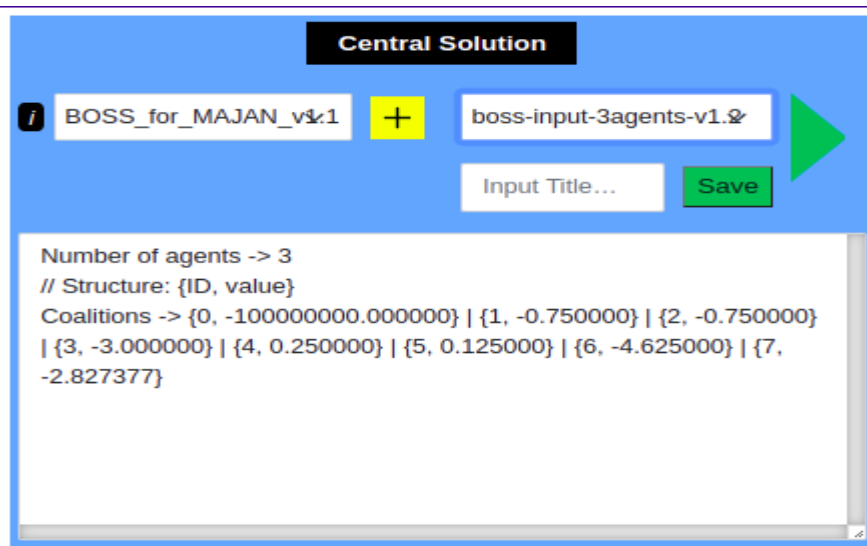 Central Solution
i BOSS_for_MAJAN_v1.1 + boss-input-3agents-v1.2
Input Title... Save
Number of agents -> 3
// Structure: {ID, value}
Coalitions -> {0, -100000000.000000} | {1, -0.750000} | {2, -0.750000}
| {3, -3.000000} | {4, 0.250000} | {5, 0.125000} | {6, -4.625000} | {7,
-2.827377}